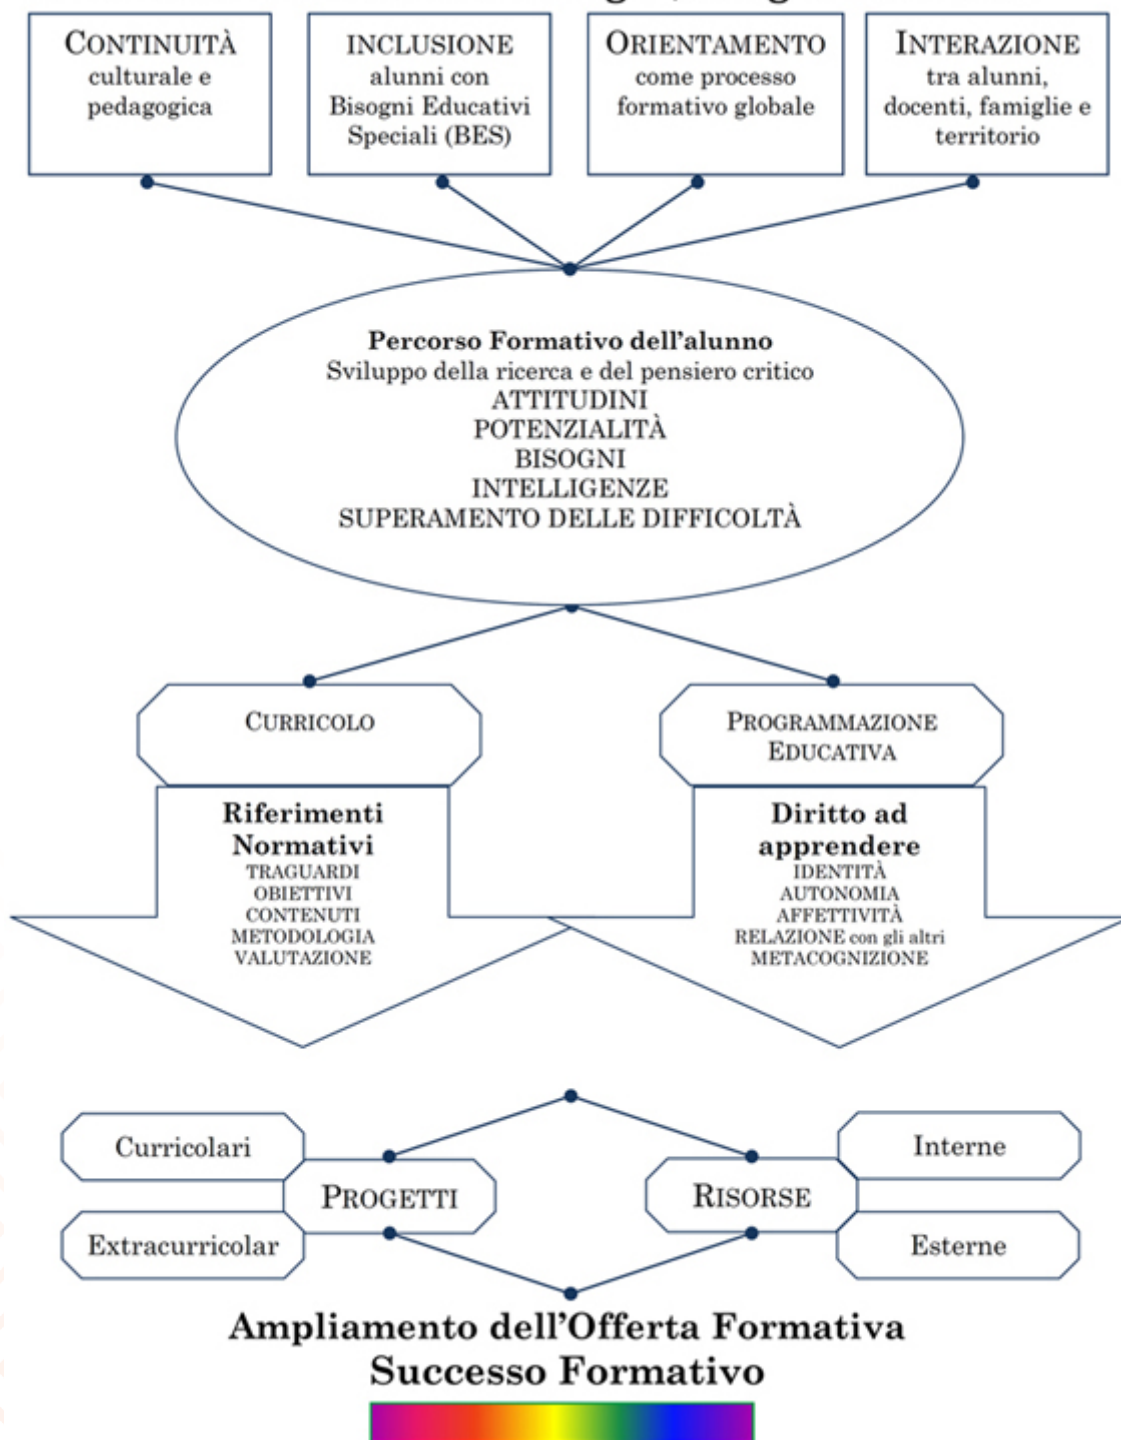 CONTINUITÀ
culturale e
pedagogica
INCLUSIONE
alunni con
Bisogni Educativi
Speciali (BES)
ORIENTAMENTO
come processo
formativo globale
INTERAZIONE
tra alunni,
docenti, famiglie e
territorio
Percorso Formativo dell'alunno
Sviluppo della ricerca e del pensiero critico
ATTITUDINI
POTENZIALITÀ
BISOGNI
INTELLIGENZE
SUPERAMENTO DELLE DIFFICOLTÀ
CURRICOLO
Riferimenti
Normativi
TRAGUARDI
OBIETTIVI
CONTENUTI
METODOLOGIA
VALUTAZIONE
PROGRAMMAZIONE
EDUCATIVA
Diritto ad
apprendere
IDENTITÀ
AUTONOMIA
AFFETTIVITÀ
RELAZIONE con gli altri
METACOGNIZIONE
Curricolari
Extracurricolar
PROGETTI
RISORSE
Interne
Esterne
Ampliamento dell'Offerta Formativa
Successo Formativo